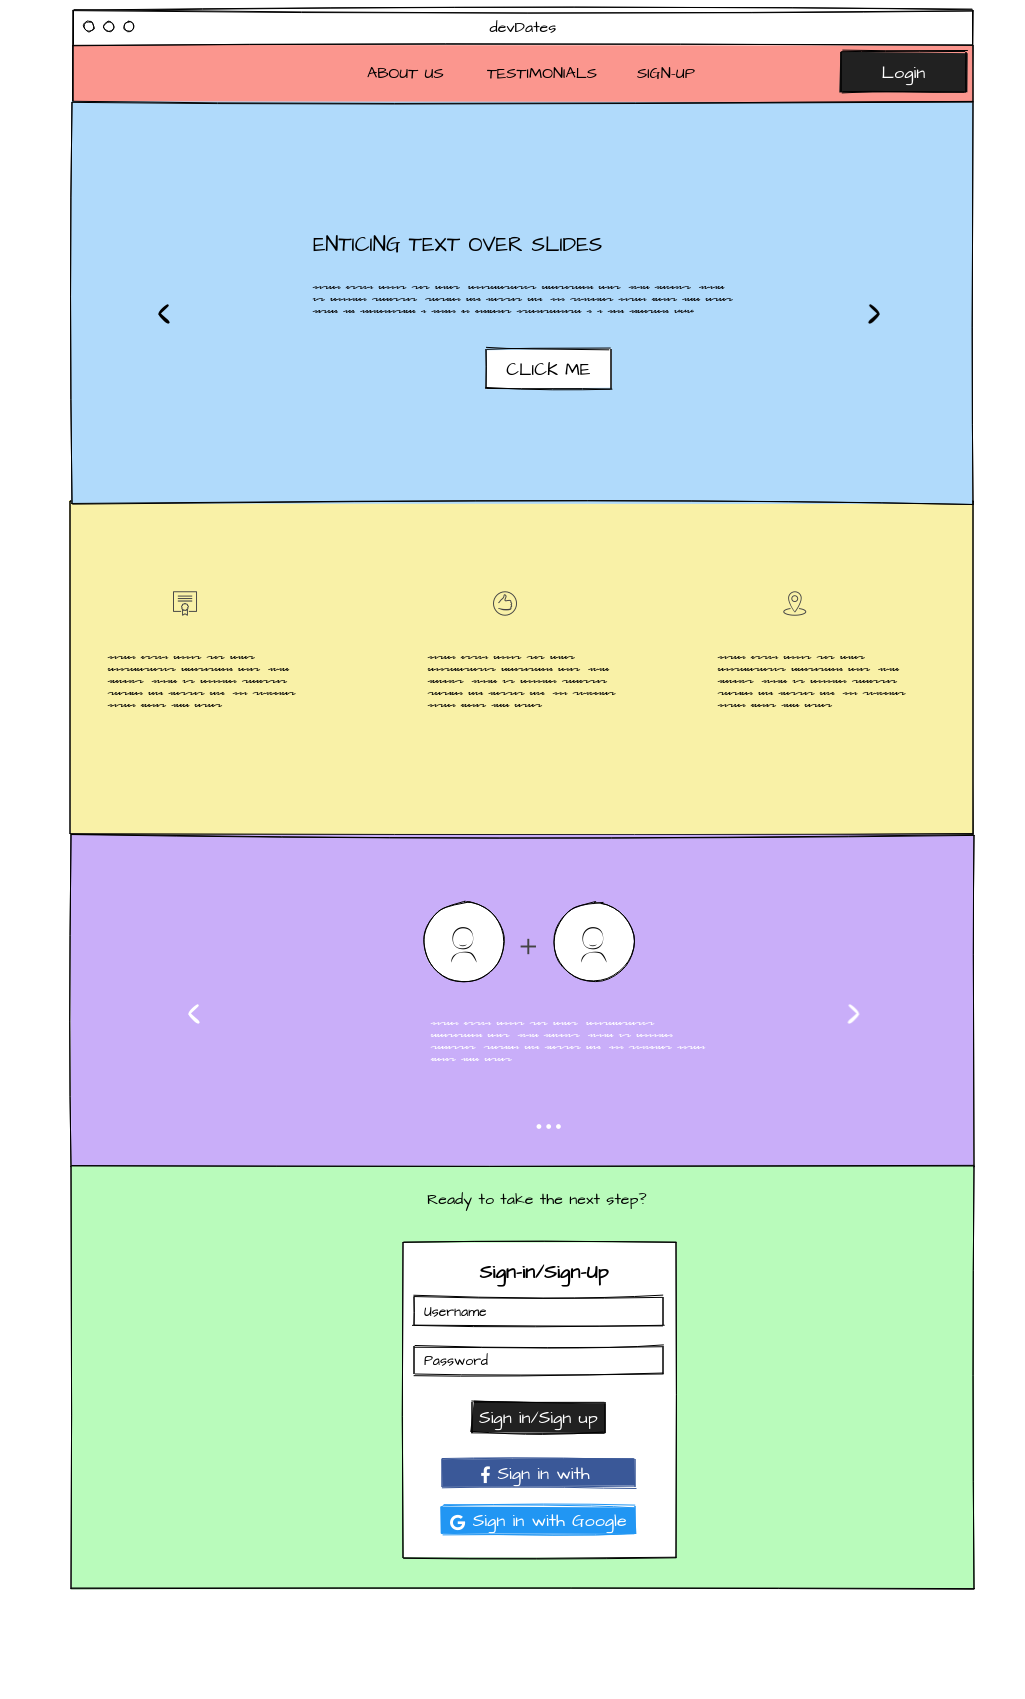 devDates
ABOUT US TESTIMONIALS SIGN-UP Login
ENTICING TEXT OVER SLIDES
CLICK ME
Ready to take the next step?
Sign-in/Sign-Up
Username
Password
Sign in/Sign up
f Sign in with
G Sign in with Google